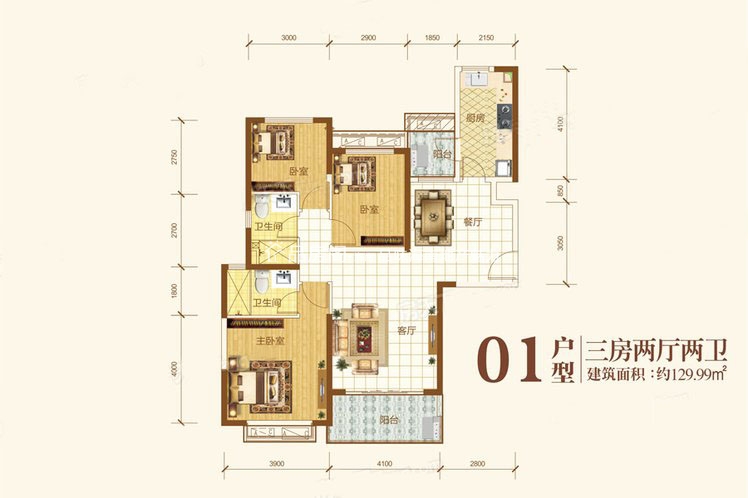 3000 2900 1850 2150
4100
2750
卧室
卧室
阳台
厨房
850
2700
卫生间
餐厅
3050
1800
卫生间
客厅
主卧室
4000
01
户型
三房两厅两卫
建筑面积：约129.99m²
阳台
3900 4100 2800